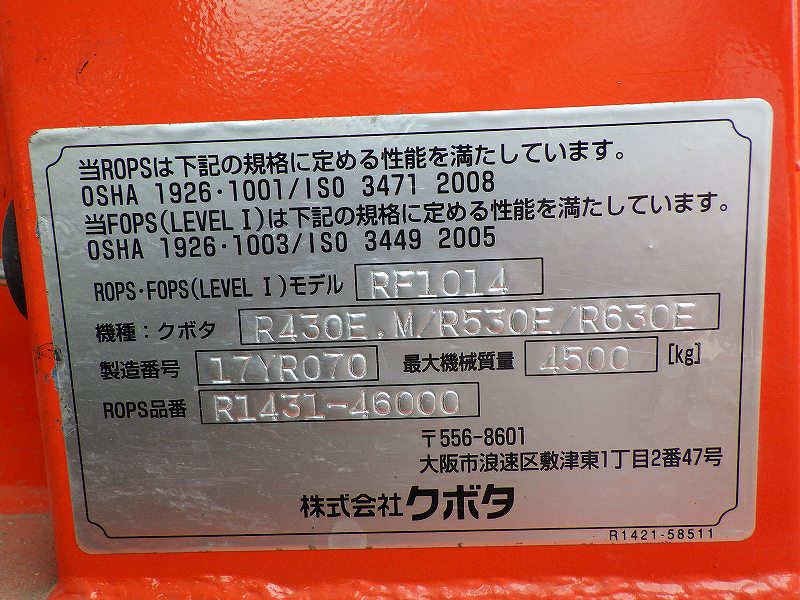 当ROPSは下記の規格に定める性能を満たしています。
OSHA 1926・1001/ISO 3471 2008
当FOPS(LEVEL I)は下記の規格に定める性能を満たしています。
OSHA 1926・1003/ISO 3449 2005
ROPS・FOPS(LEVEL I)モデル RF1014
機種：クボタ R430E,M/R530E/R630E
製造番号 17YR070 最大機械質量 4500 [kg]
ROPS品番 R1431-46000
〒556-8601
大阪市浪速区敷津東1丁目2番47号
株式会社クボタ
R1421-58511